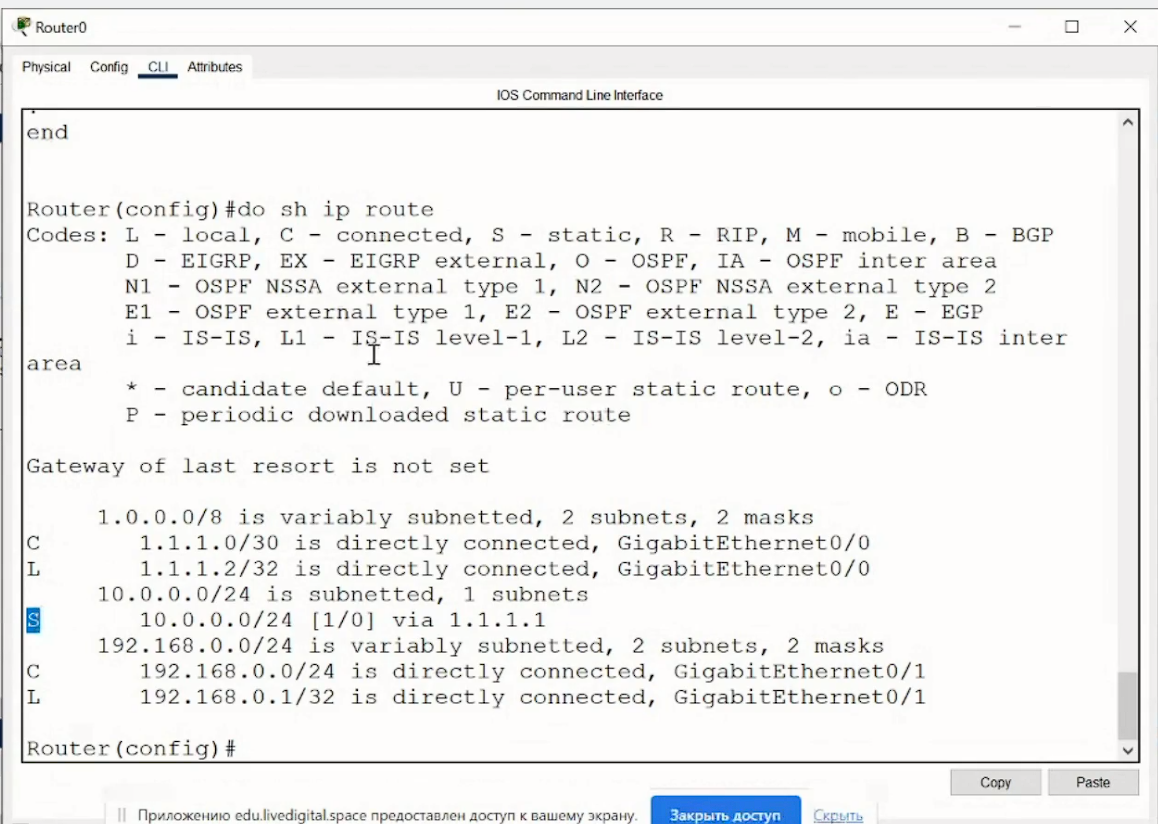 Router0
Physical Config CLI Attributes
IOS Command Line Interface
end
Router(config)#do sh ip route
Codes: L - local, C - connected, S - static, R - RIP, M - mobile, B - BGP
D - EIGRP, EX - EIGRP external, O - OSPF, IA - OSPF inter area
N1 - OSPF NSSA external type 1, N2 - OSPF NSSA external type 2
E1 - OSPF external type 1, E2 - OSPF external type 2, E - EGP
i - IS-IS, L1 - IS-IS level-1, L2 - IS-IS level-2, ia - IS-IS inter
area
* - candidate default, U - per-user static route, o - ODR
P - periodic downloaded static route
Gateway of last resort is not set
1.0.0.0/8 is variably subnetted, 2 subnets, 2 masks
C 1.1.1.0/30 is directly connected, GigabitEthernet0/0
L 1.1.1.2/32 is directly connected, GigabitEthernet0/0
10.0.0.0/24 is subnetted, 1 subnets
S 10.0.0.0/24 [1/0] via 1.1.1.1
192.168.0.0/24 is variably subnetted, 2 subnets, 2 masks
C 192.168.0.0/24 is directly connected, GigabitEthernet0/1
L 192.168.0.1/32 is directly connected, GigabitEthernet0/1
Router(config)#
Copy Paste
Приложению edu.livedigital.space предоставлен доступ к вашему экрану. Закрыть доступ Скрыть